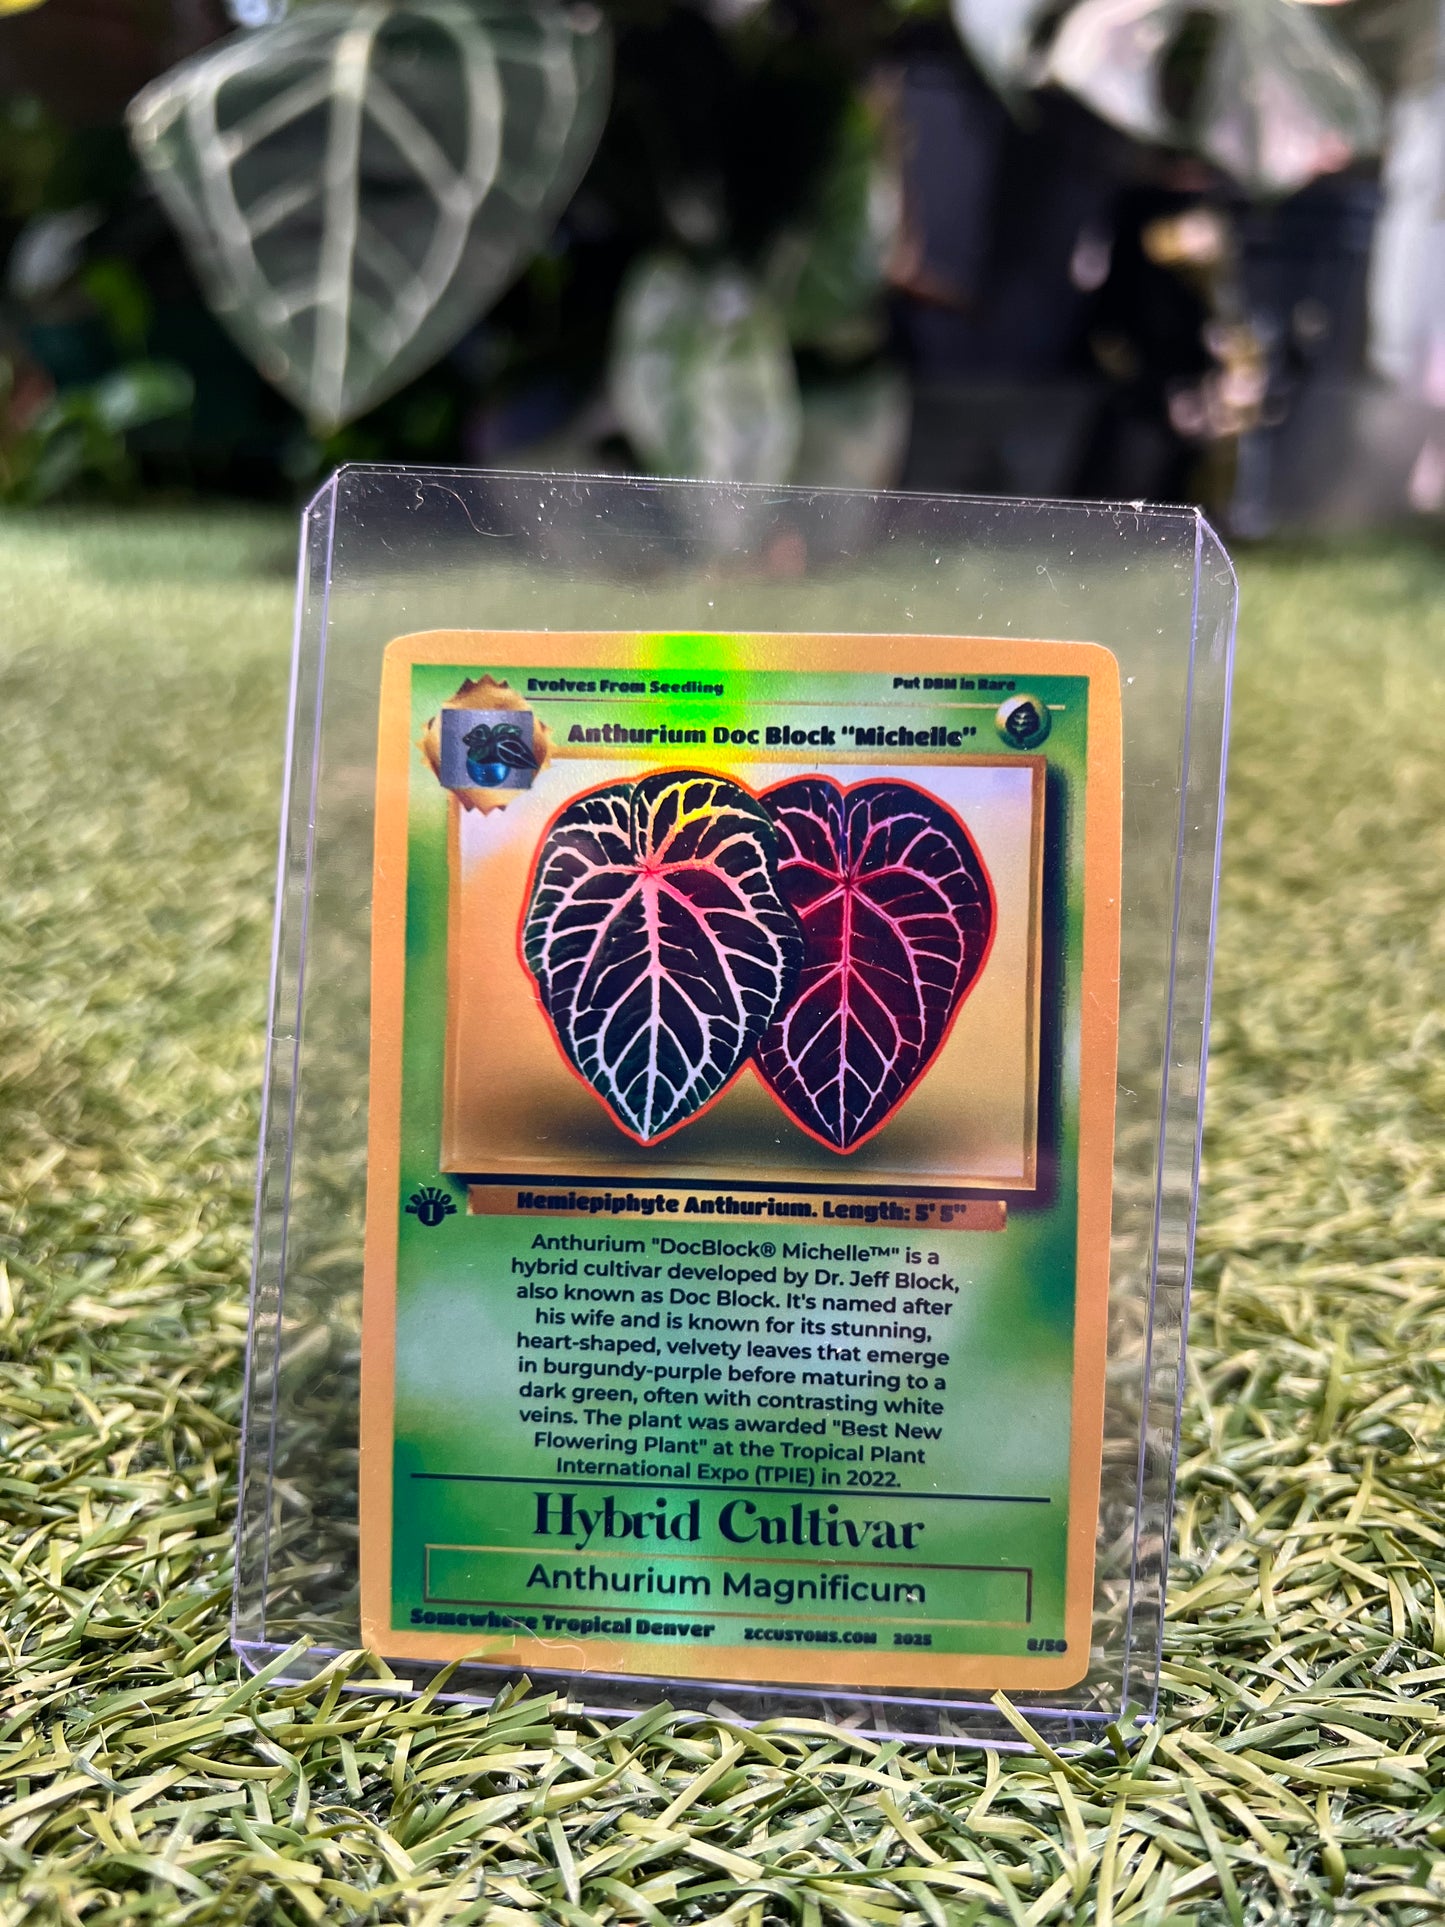 Evolves From Seedling
Put DBM in Rare
Anthurium Doc Block "Michelle"
EDITION
1
Hemiepiphyte Anthurium. Length: 5' 5"
Anthurium "DocBlock® Michelle™" is a
hybrid cultivar developed by Dr. Jeff Block,
also known as Doc Block. It's named after
his wife and is known for its stunning,
heart-shaped, velvety leaves that emerge
in burgundy-purple before maturing to a
dark green, often with contrasting white
veins. The plant was awarded "Best New
Flowering Plant" at the Tropical Plant
International Expo (TPIE) in 2022.
Hybrid Cultivar
Anthurium Magnificum
Somewhere Tropical Denver
ZCCUSTOMS.COM 2025
8/50